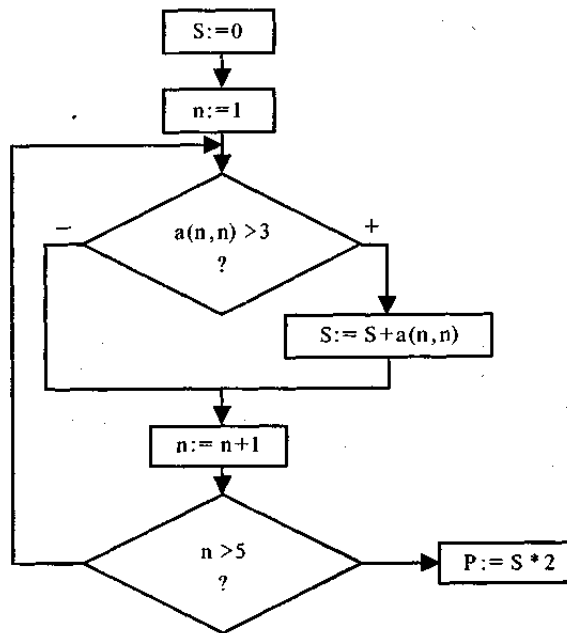 S:=0
n:=1
a(n,n) >3
?
–
+
S:= S+a(n,n)
n:= n+1
n >5
?
P:= S*2